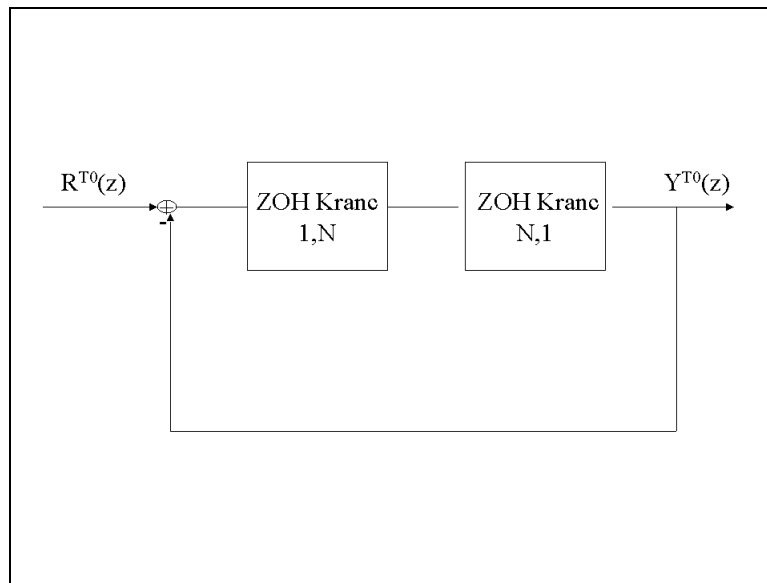 R^T0(z)
ZOH Kranc
1,N
ZOH Kranc
N,1
Y^T0(z)
-